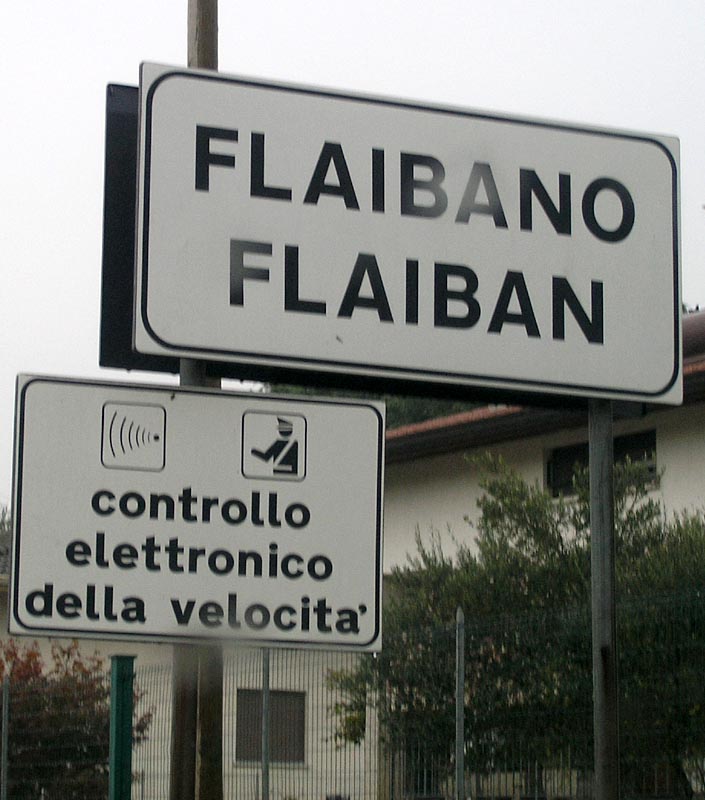 FLAIBANO
FLAIBAN
controllo
elettronico
della velocita'